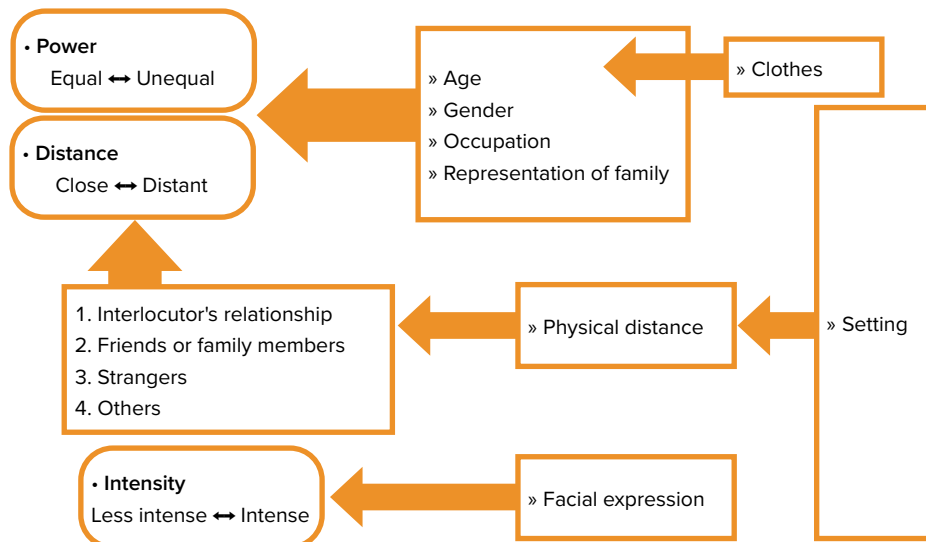 • Power
Equal ↔ Unequal
• Distance
Close ↔ Distant
» Age
» Gender
» Occupation
» Representation of family
» Clothes
1. Interlocutor's relationship
2. Friends or family members
3. Strangers
4. Others
» Physical distance
» Setting
• Intensity
Less intense ↔ Intense
» Facial expression